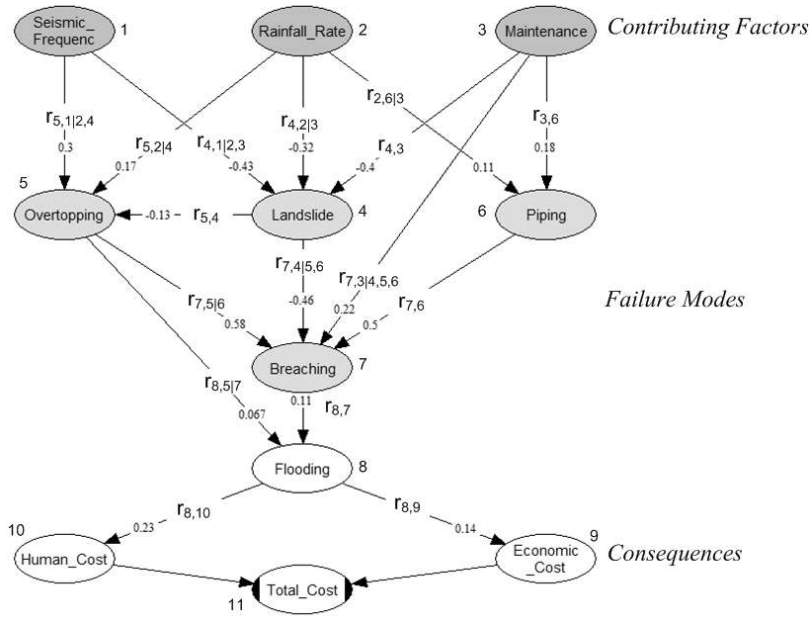 Seismic_
Frequenc
1
Rainfall_Rate
2
3
Maintenance
Contributing Factors
r2,6|3
r5,1|2,4
r5,2|4
r4,1|2,3
r4,2|3
r4,3
r3,6
0.3
0.17
-0.43
-0.32
-0.4
0.11
0.18
5
Overtopping
-0.13
r5,4
Landslide
4
6
Piping
r7,4|5,6
r7,3|4,5,6
r7,5|6
r7,6
Failure Modes
-0.46
0.22
0.58
0.5
Breaching
7
r8,5|7
0.11
r8,7
0.067
Flooding
8
r8,10
r8,9
10
0.23
0.14
9
Human_Cost
Economic
_Cost
Consequences
Total_Cost
11